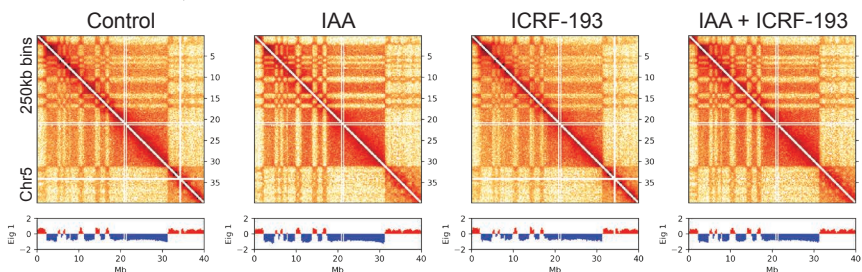 Control IAA ICRF-193 IAA + ICRF-193
250kb bins
Chr5
5 5 5 5
10 10 10 10
15 15 15 15
20 20 20 20
25 25 25 25
30 30 30 30
35 35 35 35
2 2 2 2
0 0 0 0
−2 −2 −2 −2
Eig 1 Eig 1 Eig 1 Eig 1
0 10 20 30 40 0 10 20 30 40 0 10 20 30 40 0 10 20 30 40
Mb Mb Mb Mb